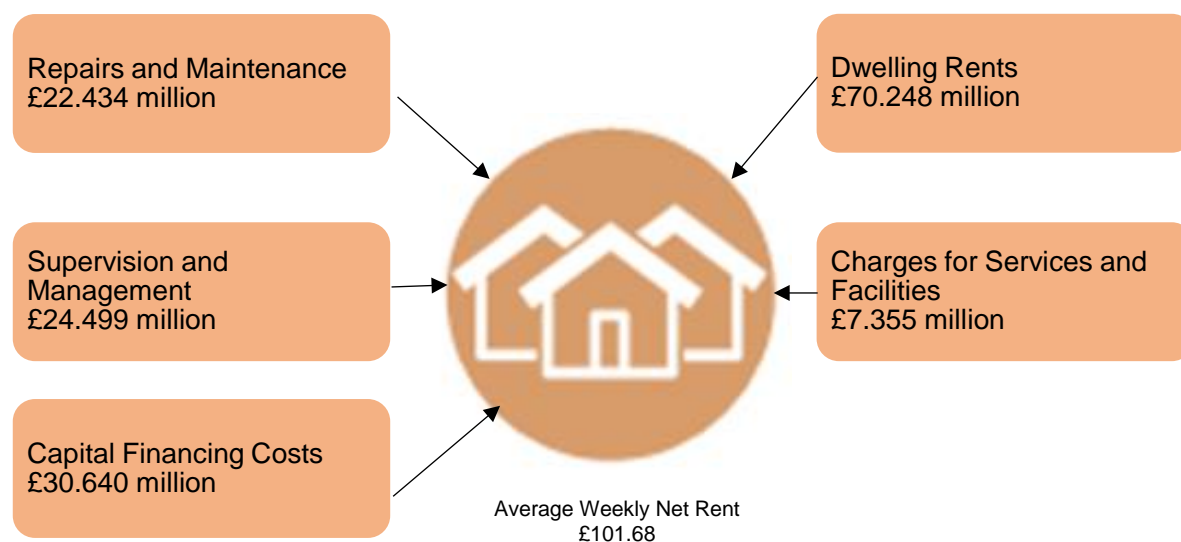 Repairs and Maintenance
£22.434 million
Supervision and
Management
£24.499 million
Capital Financing Costs
£30.640 million
Dwelling Rents
£70.248 million
Charges for Services and
Facilities
£7.355 million
Average Weekly Net Rent
£101.68